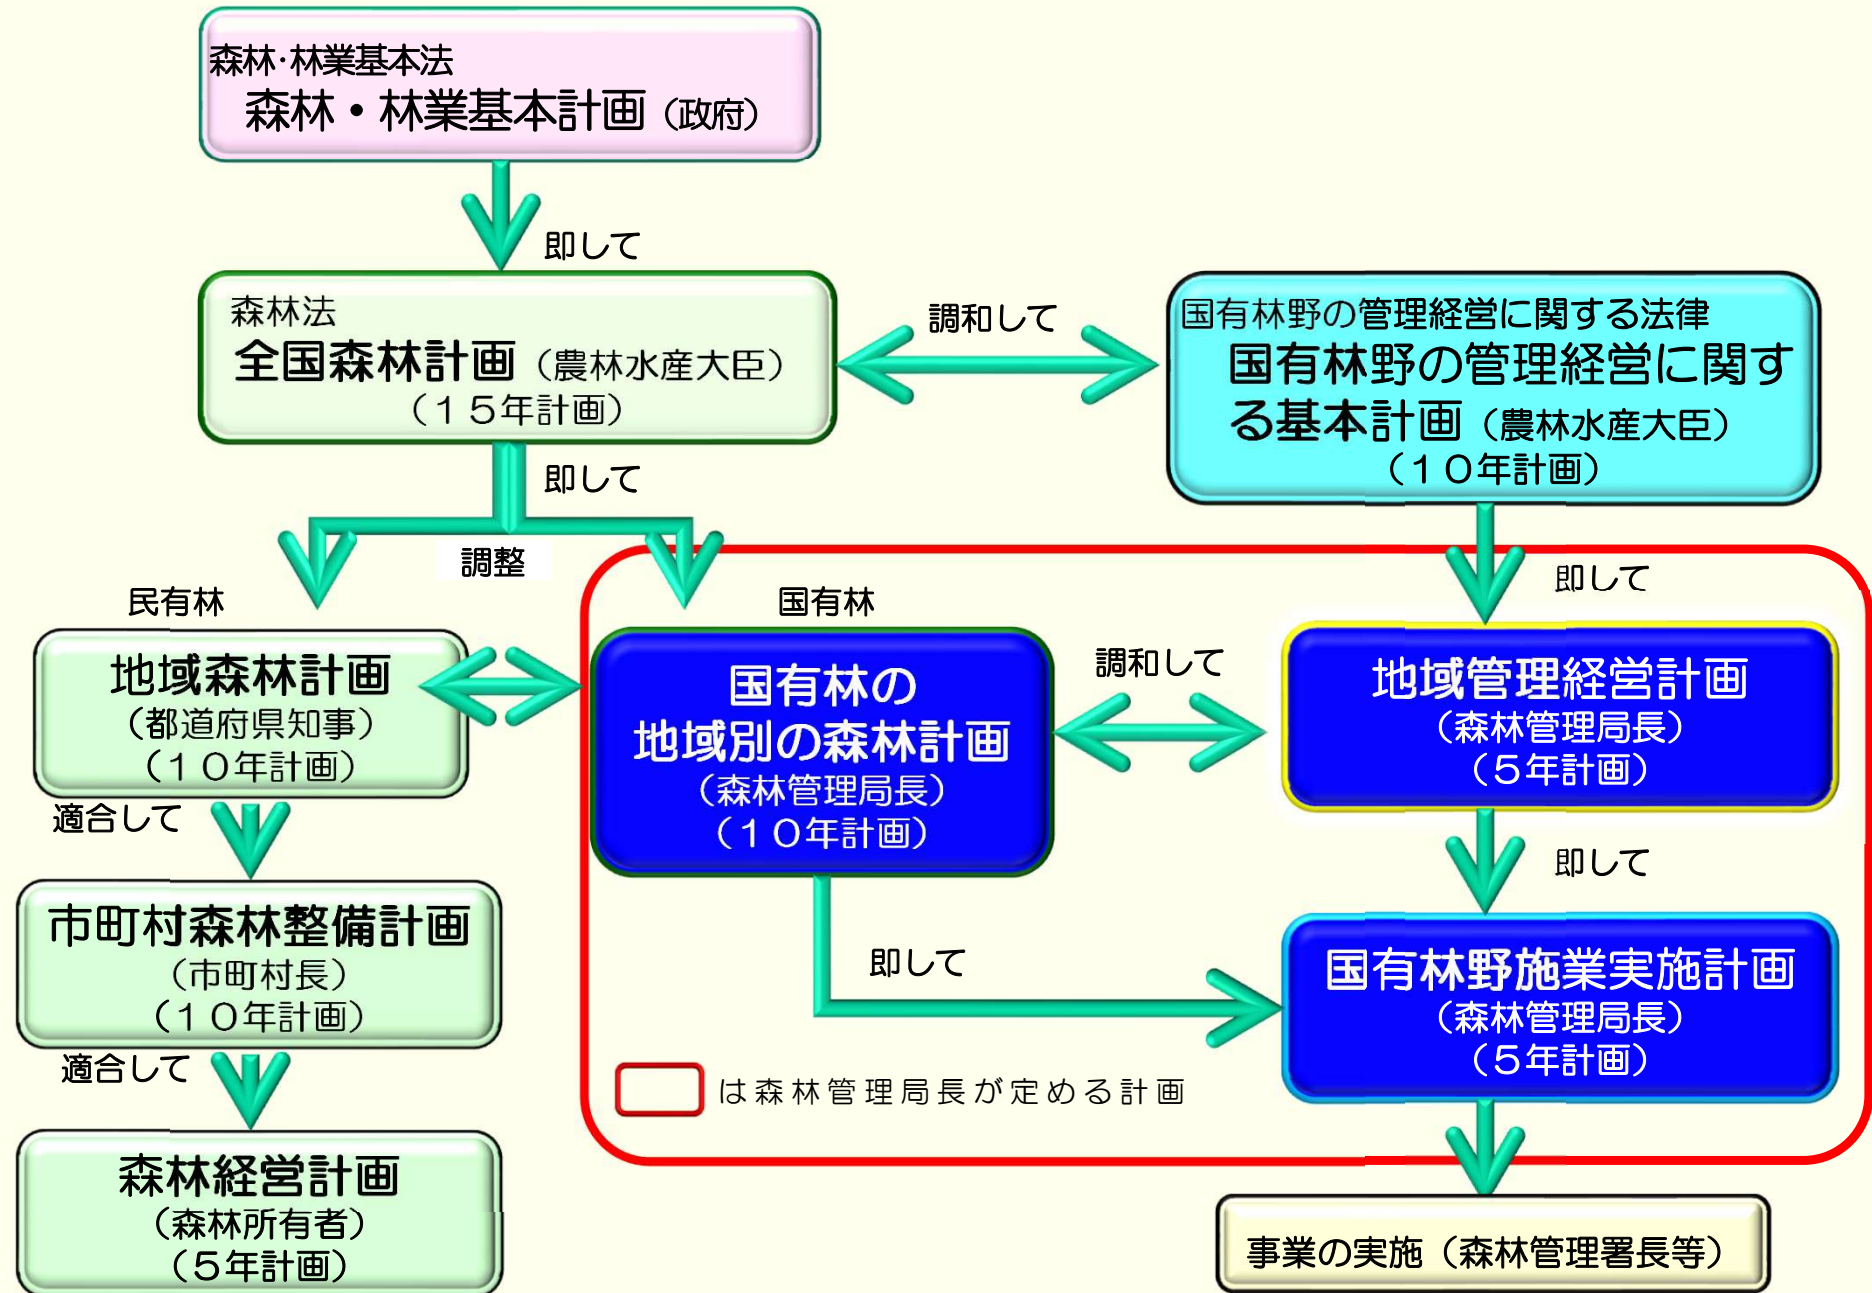 森林・林業基本法
森林・林業基本計画（政府）
即して
森林法
全国森林計画（農林水産大臣）
（１５年計画）
調和して
国有林野の管理経営に関する法律
国有林野の管理経営に関す
る基本計画（農林水産大臣）
（１０年計画）
即して
調整
即して
民有林
国有林
地域森林計画
（都道府県知事）
（１０年計画）
国有林の
地域別の森林計画
（森林管理局長）
（１０年計画）
調和して
地域管理経営計画
（森林管理局長）
（５年計画）
適合して
即して
市町村森林整備計画
（市町村長）
（１０年計画）
即して
国有林野施業実施計画
（森林管理局長）
（５年計画）
適合して
は森林管理局長が定める計画
森林経営計画
（森林所有者）
（５年計画）
事業の実施（森林管理署長等）